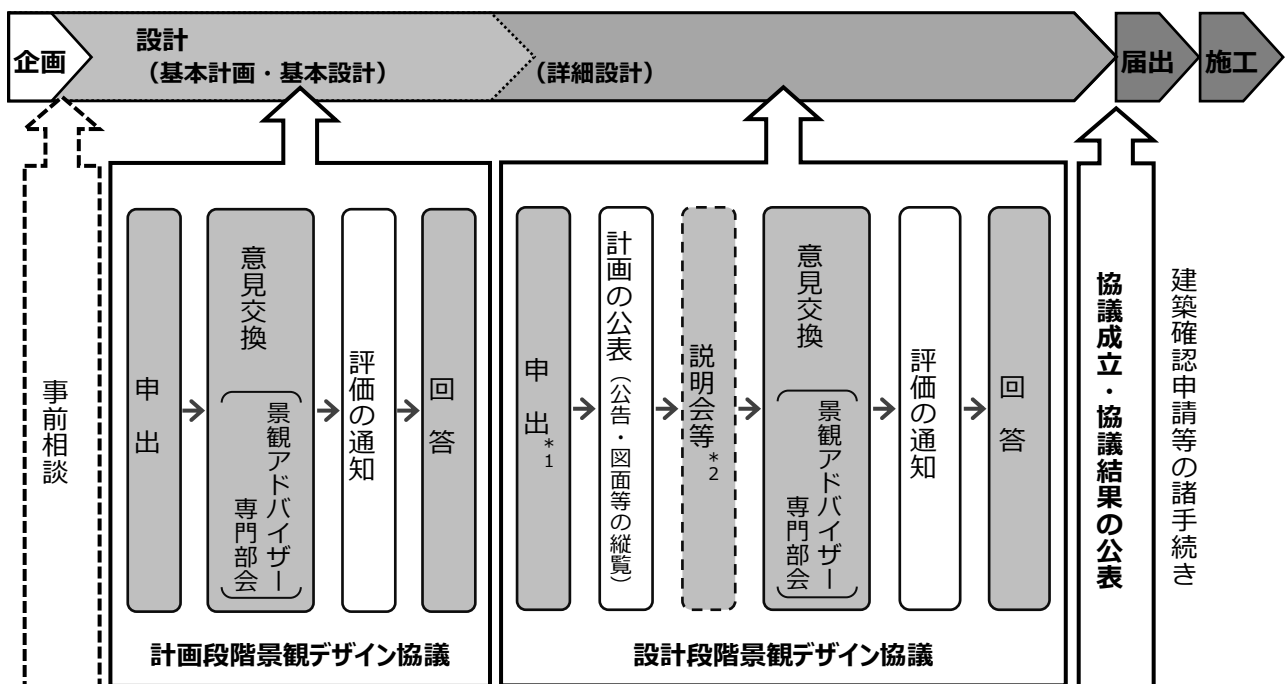 企画
設計
（基本計画・基本設計）
（詳細設計）
届出
施工
事前相談
申出
意見交換
景観アドバイザー
専門部会
評価の通知
回答
計画段階景観デザイン協議
申出*1
計画の公表（公告・図面等の縦覧）
説明会等*2
意見交換
景観アドバイザー
専門部会
評価の通知
回答
設計段階景観デザイン協議
協議成立・協議結果の公表
建築確認申請等の諸手続き